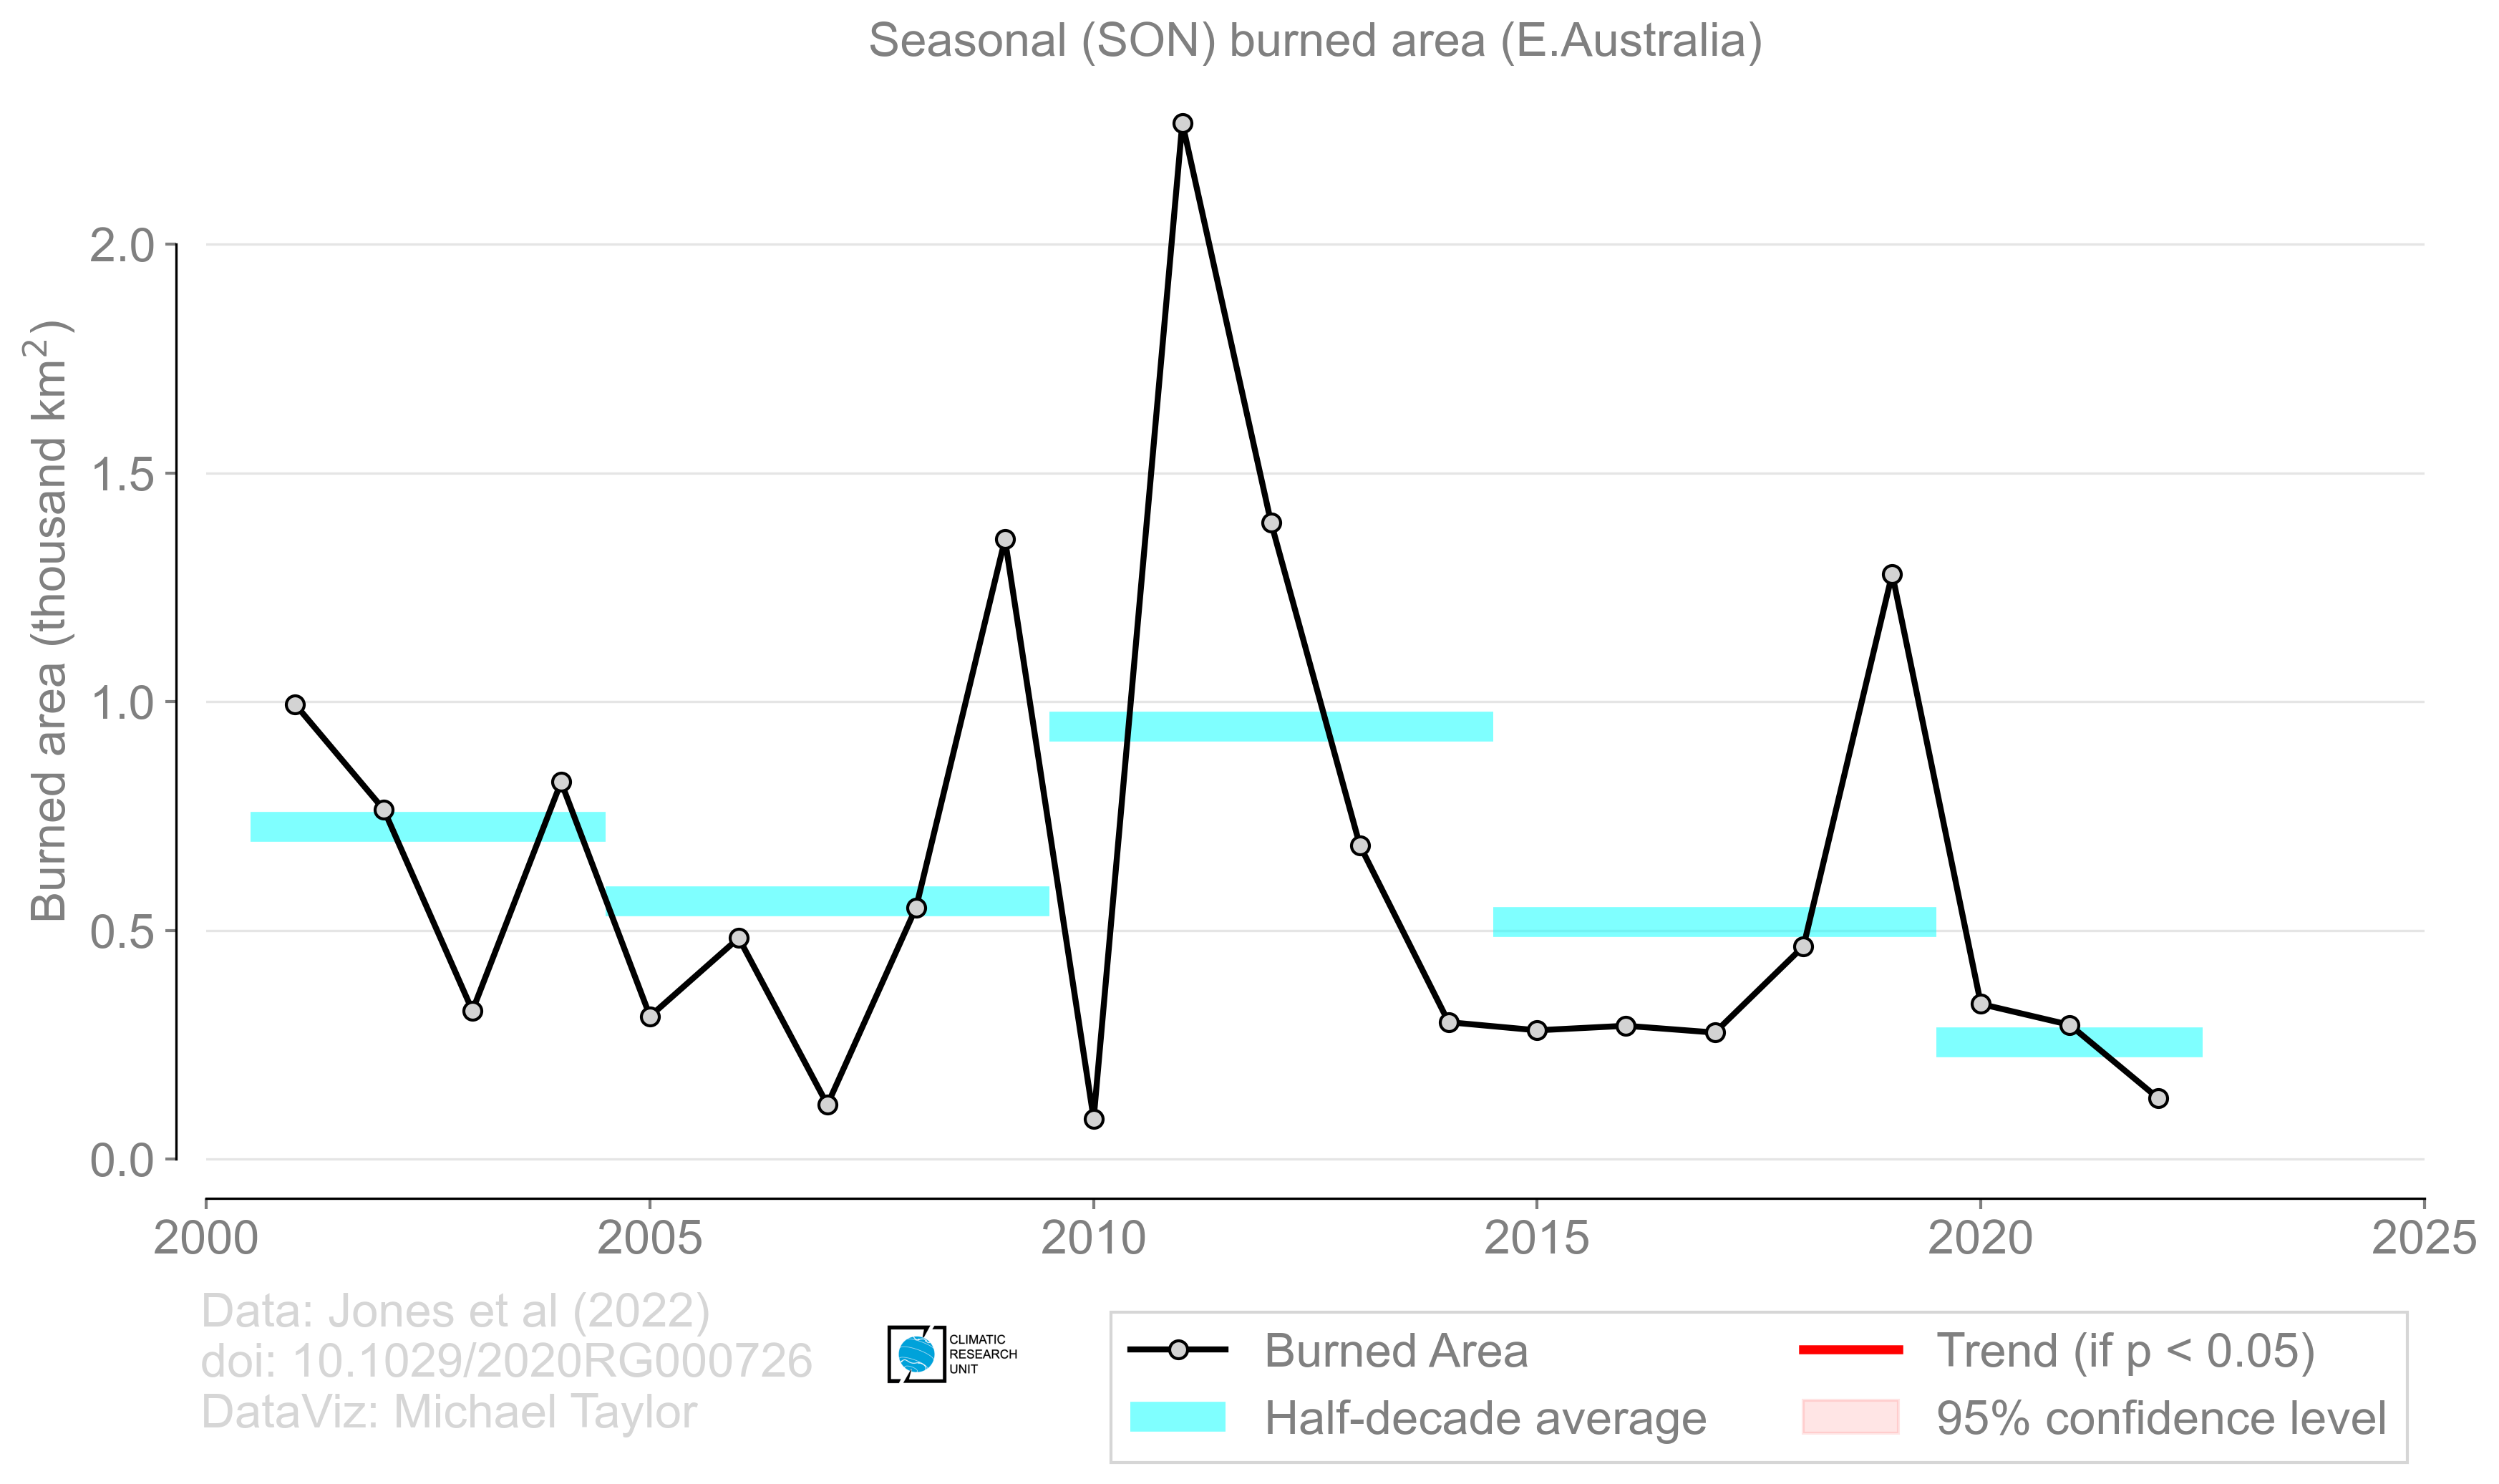 Seasonal (SON) burned area (E.Australia)
Burned area (thousand km²)
2.0
1.5
1.0
0.5
0.0
2000 2005 2010 2015 2020 2025
Data: Jones et al (2022)
doi: 10.1029/2020RG000726
DataViz: Michael Taylor
CLIMATIC
RESEARCH
UNIT
Burned Area
Half-decade average
Trend (if p < 0.05)
95% confidence level